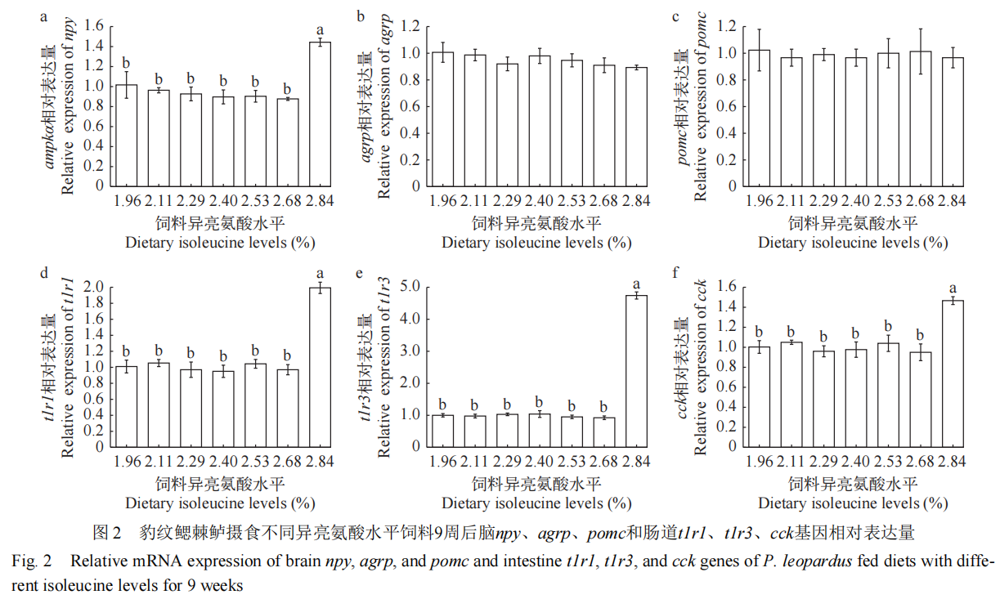 a
ampkα相对表达量
Relative expression of npy
1.6
1.4
1.2
1.0
0.8
0.6
0.4
0.2
0
b
b
b
b
b
b
a
1.96 2.11 2.29 2.40 2.53 2.68 2.84
饲料异亮氨酸水平
Dietary isoleucine levels (%)
b
agrp相对表达量
Relative expression of agrp
1.2
1.0
0.8
0.6
0.4
0.2
0
1.96 2.11 2.29 2.40 2.53 2.68 2.84
饲料异亮氨酸水平
Dietary isoleucine levels (%)
c
pomc相对表达量
Relative expression of pomc
1.2
1.0
0.8
0.6
0.4
0.2
0
1.96 2.11 2.29 2.40 2.53 2.68 2.84
饲料异亮氨酸水平
Dietary isoleucine levels (%)
d
t1r1相对表达量
Relative expression of t1r1
2.0
1.8
1.6
1.4
1.2
1.0
0.8
0.6
0.4
0.2
0
b
b
b
b
b
b
a
1.96 2.11 2.29 2.40 2.53 2.68 2.84
饲料异亮氨酸水平
Dietary isoleucine levels (%)
e
t1r3相对表达量
Relative expression of t1r3
5.0
4.0
3.0
2.0
1.0
0
b
b
b
b
b
b
a
1.96 2.11 2.29 2.40 2.53 2.68 2.84
饲料异亮氨酸水平
Dietary isoleucine levels (%)
f
cck相对表达量
Relative expression of cck
1.6
1.4
1.2
1.0
0.8
0.6
0.4
0.2
0
b
b
b
b
b
b
a
1.96 2.11 2.29 2.40 2.53 2.68 2.84
饲料异亮氨酸水平
Dietary isoleucine levels (%)
图 2 豹纹鳃棘鲈摄食不同异亮氨酸水平饲料9周后脑npy、agrp、pomc和肠道t1r1、t1r3、cck基因相对表达量
Fig. 2 Relative mRNA expression of brain npy, agrp, and pomc and intestine t1r1, t1r3, and cck genes of P. leopardus fed diets with diffe-
rent isoleucine levels for 9 weeks